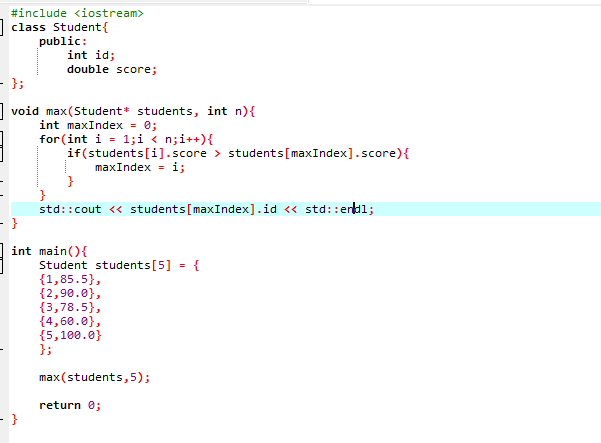 #include <iostream>
class Student{
    public:
        int id;
        double score;
};

void max(Student* students, int n){
    int maxIndex = 0;
    for(int i = 1;i < n;i++){
        if(students[i].score > students[maxIndex].score){
            maxIndex = i;
        }
    }
    std::cout << students[maxIndex].id << std::endl;
}

int main(){
    Student students[5] = {
    {1,85.5},
    {2,90.0},
    {3,78.5},
    {4,60.0},
    {5,100.0}
    };

    max(students,5);

    return 0;
}